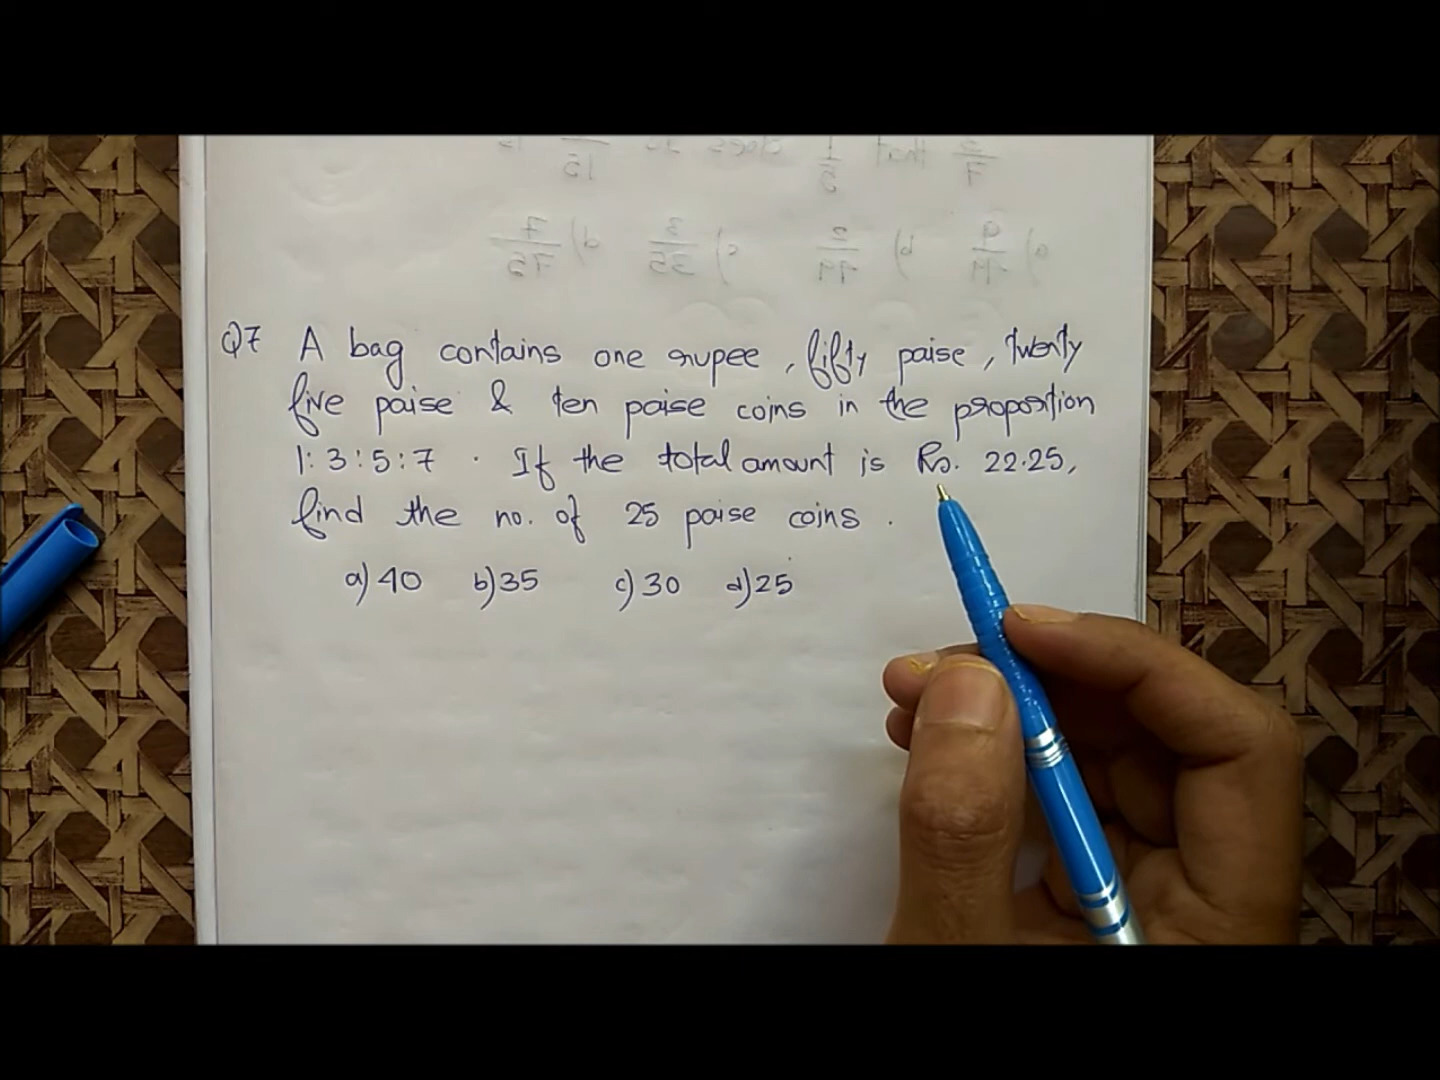 Q7 A bag contains one rupee, fifty paise, twenty
five paise & ten paise coins in the proportion
1:3:5:7. If the total amount is Rs. 22.25,
find the no. of 25 paise coins.
a) 40 b) 35 c) 30 d) 25